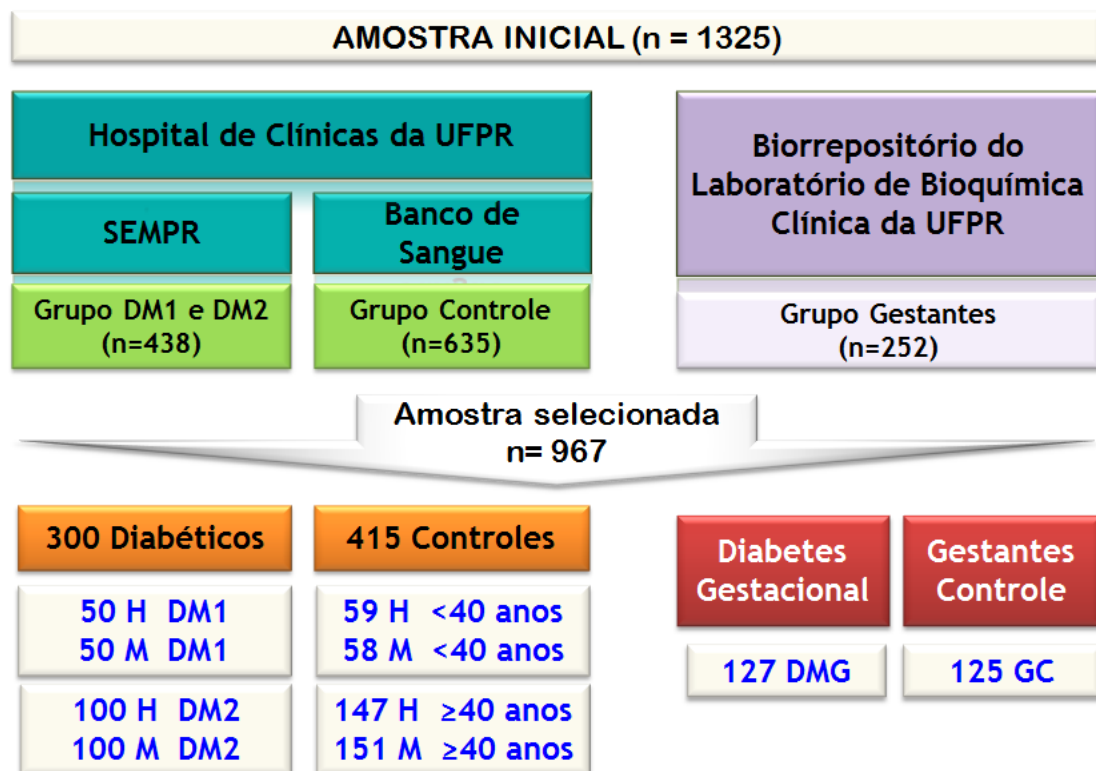 AMOSTRA INICIAL (n = 1325)
Hospital de Clínicas da UFPR
SEMPR
Banco de
Sangue
Grupo DM1 e DM2
(n=438)
Grupo Controle
(n=635)
Biorrepositório do
Laboratório de Bioquímica
Clínica da UFPR
Grupo Gestantes
(n=252)
Amostra selecionada
n= 967
300 Diabéticos
50 H DM1
50 M DM1
100 H DM2
100 M DM2
415 Controles
59 H <40 anos
58 M <40 anos
147 H ≥40 anos
151 M ≥40 anos
Diabetes
Gestacional
127 DMG
Gestantes
Controle
125 GC